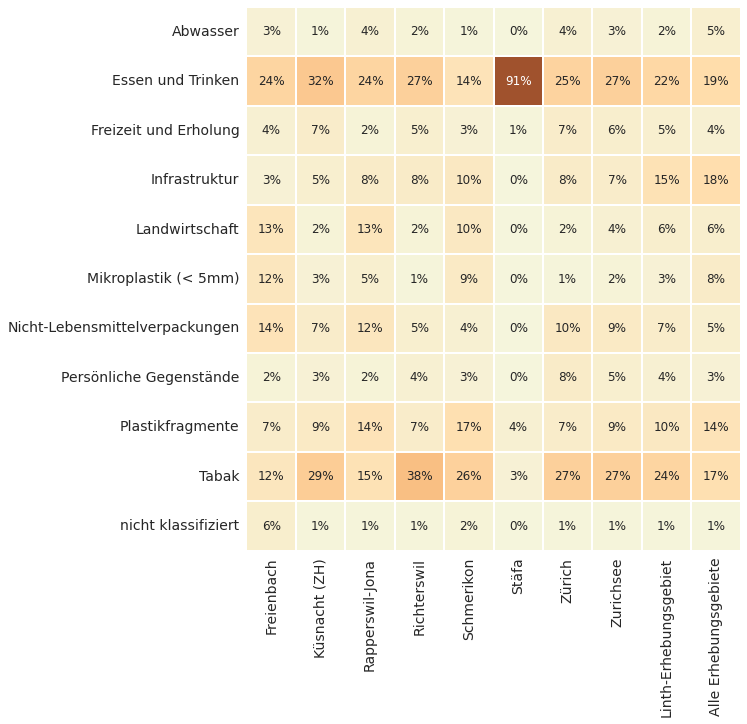 Abwasser 3% 1% 4% 2% 1% 0% 4% 3% 2% 5%
Essen und Trinken 24% 32% 24% 27% 14% 91% 25% 27% 22% 19%
Freizeit und Erholung 4% 7% 2% 5% 3% 1% 7% 6% 5% 4%
Infrastruktur 3% 5% 8% 8% 10% 0% 8% 7% 15% 18%
Landwirtschaft 13% 2% 13% 2% 10% 0% 2% 4% 6% 6%
Mikroplastik (< 5mm) 12% 3% 5% 1% 9% 0% 1% 2% 3% 8%
Nicht-Lebensmittelverpackungen 14% 7% 12% 5% 4% 0% 10% 9% 7% 5%
Persönliche Gegenstände 2% 3% 2% 4% 3% 0% 8% 5% 4% 3%
Plastikfragmente 7% 9% 14% 7% 17% 4% 7% 9% 10% 14%
Tabak 12% 29% 15% 38% 26% 3% 27% 27% 24% 17%
nicht klassifiziert 6% 1% 1% 1% 2% 0% 1% 1% 1% 1%
Freienbach
Küsnacht (ZH)
Rapperswil-Jona
Richterswil
Schmerikon
Stäfa
Zürich
Zurichsee
Linth-Erhebungsgebiet
Alle Erhebungsgebiete